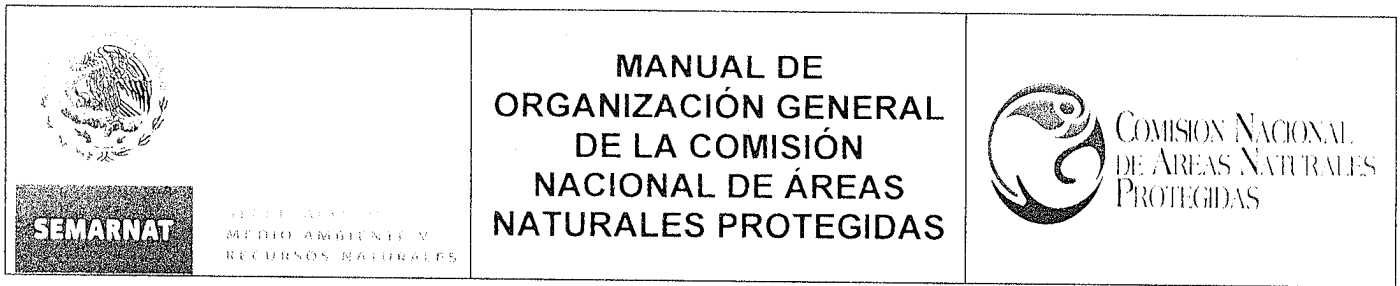 SEMARNAT
MEDIO AMBIENTE Y
RECURSOS NATURALES
MANUAL DE
ORGANIZACIÓN GENERAL
DE LA COMISIÓN
NACIONAL DE ÁREAS
NATURALES PROTEGIDAS
COMISION NACIONAL
DE AREAS NATURALES
PROTEGIDAS